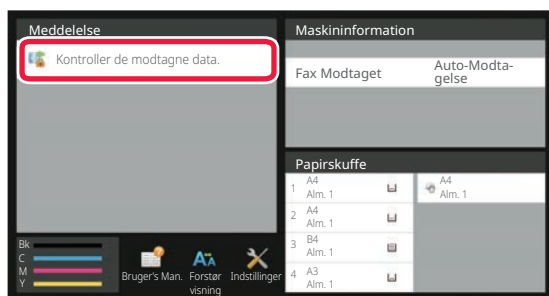 Meddelelse
Kontroller de modtagne data.
Maskininformation
Fax Modtaget
Auto-Modta-
gelse
Papirskuffe
1 A4
Alm. 1
A4
Alm. 1
2 A4
Alm. 1
3 B4
Alm. 1
4 A3
Alm. 1
Bk
C
M
Y
Bruger's Man.
Forstør
visning
Indstillinger